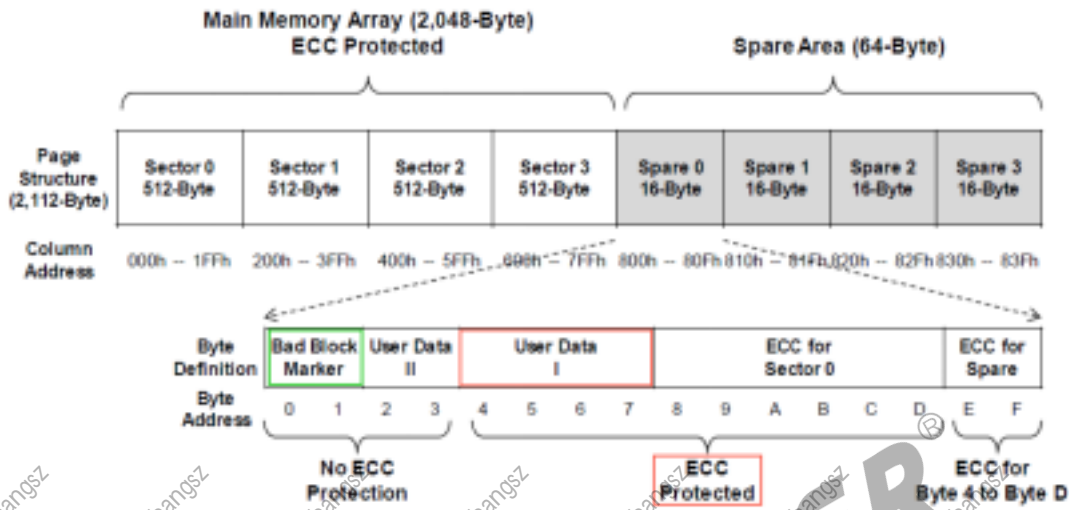 Main Memory Array (2,048-Byte)
ECC Protected
Spare Area (64-Byte)
Page
Structure
(2,112-Byte)
Sector 0
512-Byte
Sector 1
512-Byte
Sector 2
512-Byte
Sector 3
512-Byte
Spare 0
16-Byte
Spare 1
16-Byte
Spare 2
16-Byte
Spare 3
16-Byte
Column
Address
000h -- 1FFh
200h -- 3FFh
400h -- 5FFh
600h -- 7FFh
800h -- 80Fh
810h -- 81Fh
820h -- 82Fh
830h -- 83Fh
Byte
Definition
Bad Block
Marker
User Data
II
User Data
I
ECC for
Sector 0
ECC for
Spare
Byte
Address
0 1 2 3 4 5 6 7 8 9 A B C D E F
No ECC
Protection
ECC
Protected
ECC for
Byte 4 to Byte D
®